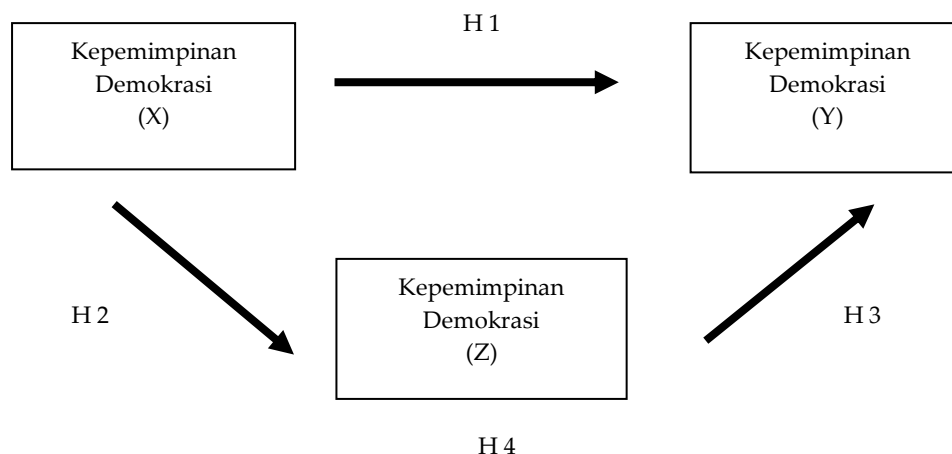 H 1
Kepemimpinan
Demokrasi
(X)
Kepemimpinan
Demokrasi
(Y)
Kepemimpinan
Demokrasi
(Z)
H 2
H 3
H 4